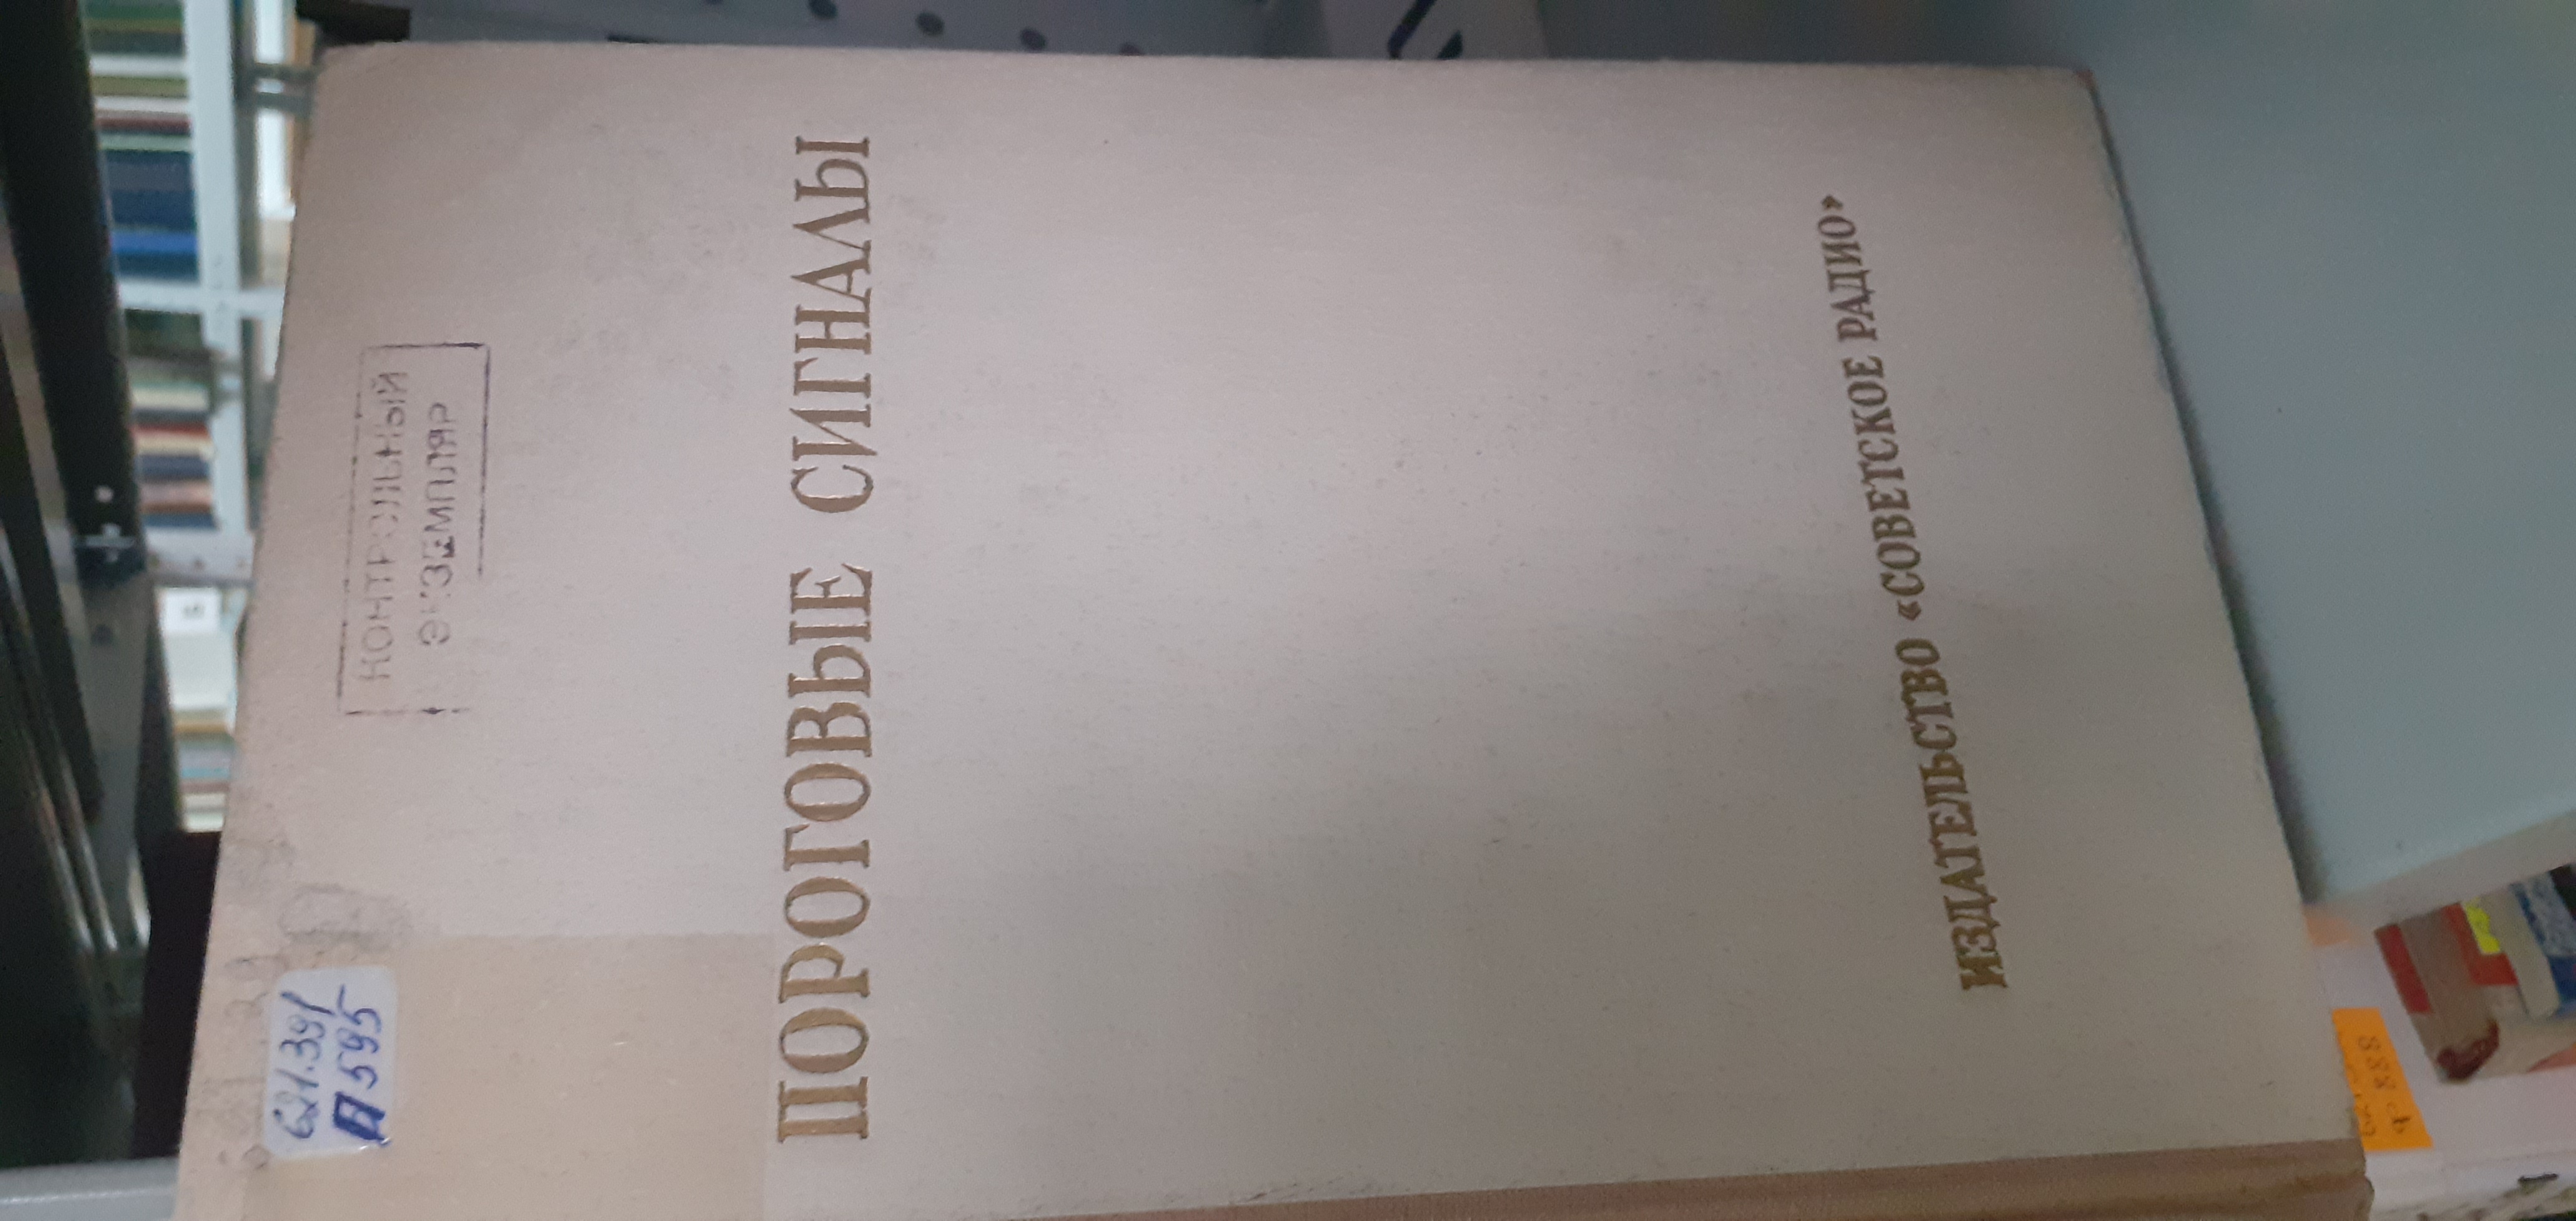 621.391
П 595
КОНТРОЛЬНЫЙ
ЭКЗЕМПЛЯР
ПОРОГОВЫЕ СИГНАЛЫ
ИЗДАТЕЛЬСТВО «СОВЕТСКОЕ РАДИО»